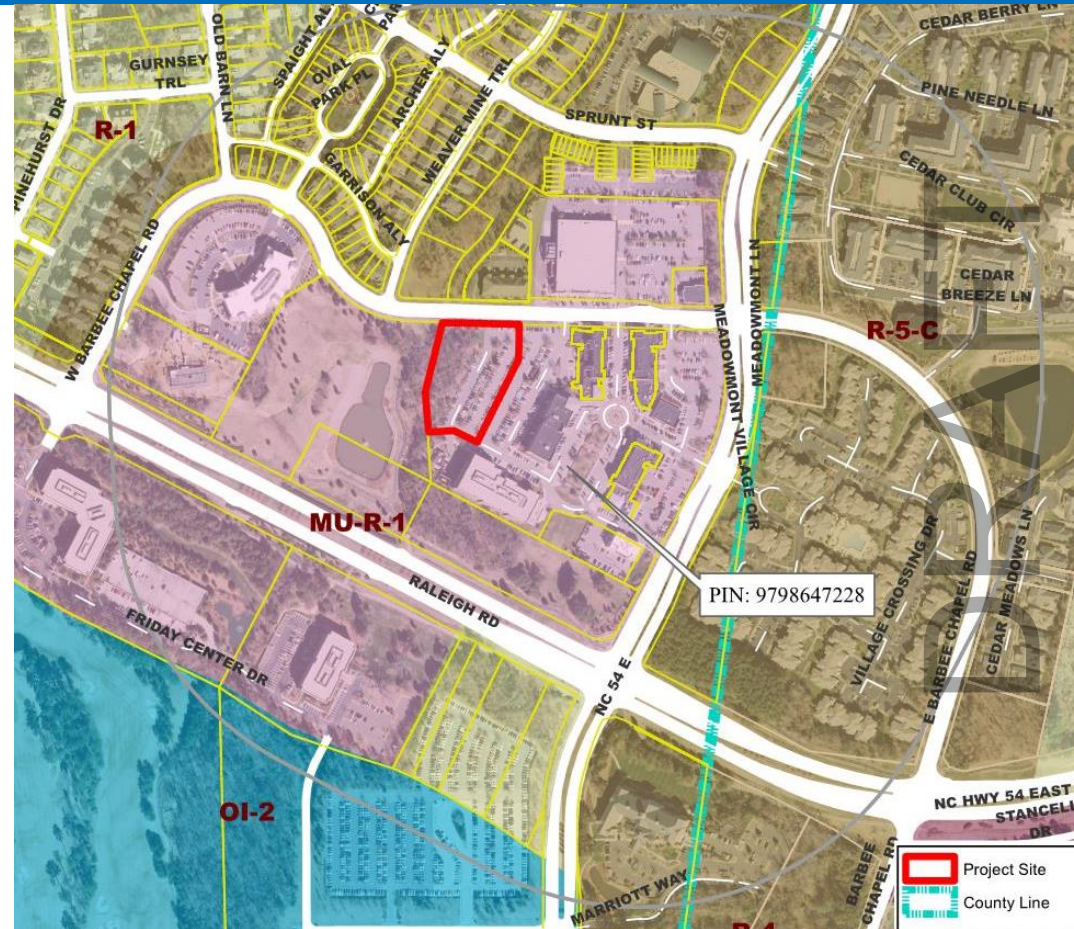 CEDAR BERRY LN
OLD BARN LN
SPAIGHT AL
GURNSEY
TRL
OVAL
PARK PL
ARCHER ALY
MEAVER MINE TRL
PINE NEEDLE LN
SPRUNT ST
PINEHURST DR
R-1
GARRISON ALY
CEDAR CLUB CIR
W BARBEE CHAPEL RD
MEADOWMONT LN
CEDAR
BREEZE LN
R-5-C
MEADOWMONT VILLAGE CIR
DRAFT
MU-R-1
RALEIGH RD
VILLAGE CROSSING DR
E BARBEE CHAPEL RD
CEDAR MEADOWS LN
PIN: 9798647228
FRIDAY CENTER DR
NC 54 E
OI-2
NC HWY 54 EAST
STANCELL
DR
BARBEE
CHAPEL RD
MARRIOTT WAY
Project Site
County Line